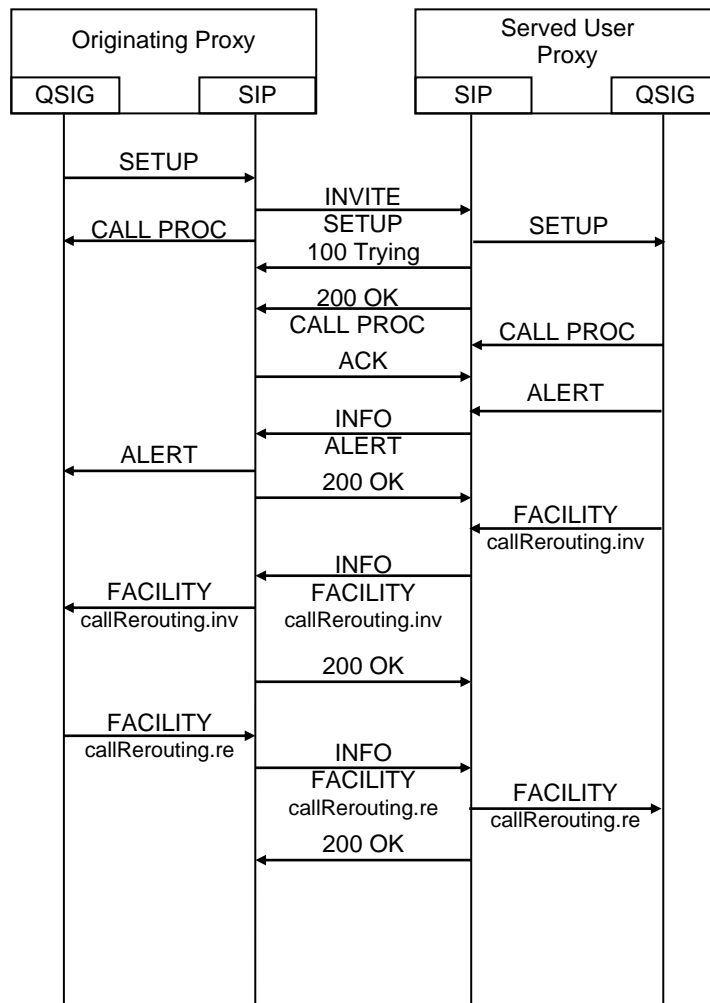 Originating Proxy
Served User
Proxy
QSIG
SIP
SIP
QSIG
SETUP
INVITE
SETUP
CALL PROC
SETUP
100 Trying
200 OK
CALL PROC
CALL PROC
ACK
ALERT
INFO
ALERT
ALERT
200 OK
FACILITY
callRerouting.inv
INFO
FACILITY
callRerouting.inv
FACILITY
callRerouting.inv
200 OK
FACILITY
callRerouting.re
INFO
FACILITY
callRerouting.re
FACILITY
callRerouting.re
200 OK